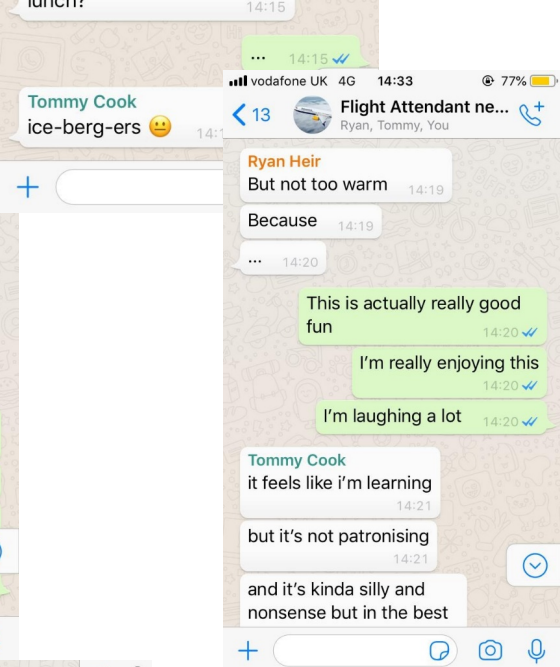 lunch?
14:15
... 14:15
Tommy Cook
ice-berg-ers 😐
vodafone UK 4G 14:33 77%
13 Flight Attendant ne...
Ryan, Tommy, You
Ryan Heir
But not too warm 14:19
Because 14:19
... 14:20
This is actually really good
fun 14:20
I'm really enjoying this
14:20
I'm laughing a lot 14:20
Tommy Cook
it feels like i'm learning
14:21
but it's not patronising
14:21
and it's kinda silly and
nonsense but in the best